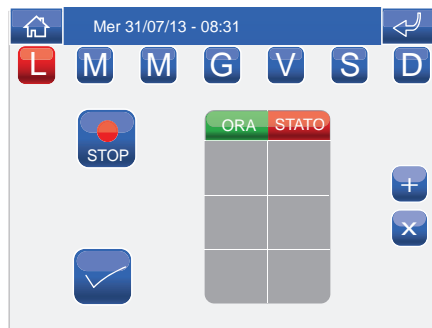 Mer 31/07/13 - 08:31
L M M G V S D
ORA STATO
STOP
+
x